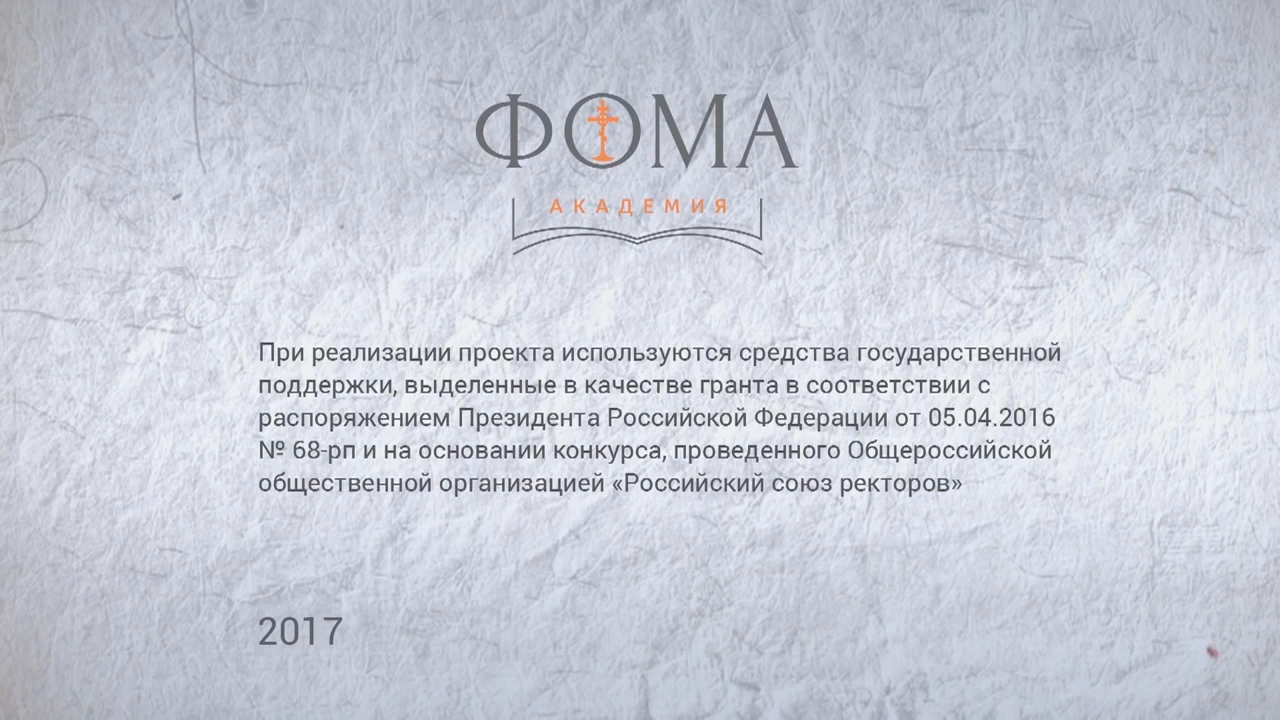 ФОМА
АКАДЕМИЯ
При реализации проекта используются средства государственной
поддержки, выделенные в качестве гранта в соответствии с
распоряжением Президента Российской Федерации от 05.04.2016
№ 68-рп и на основании конкурса, проведенного Общероссийской
общественной организацией «Российский союз ректоров»
2017